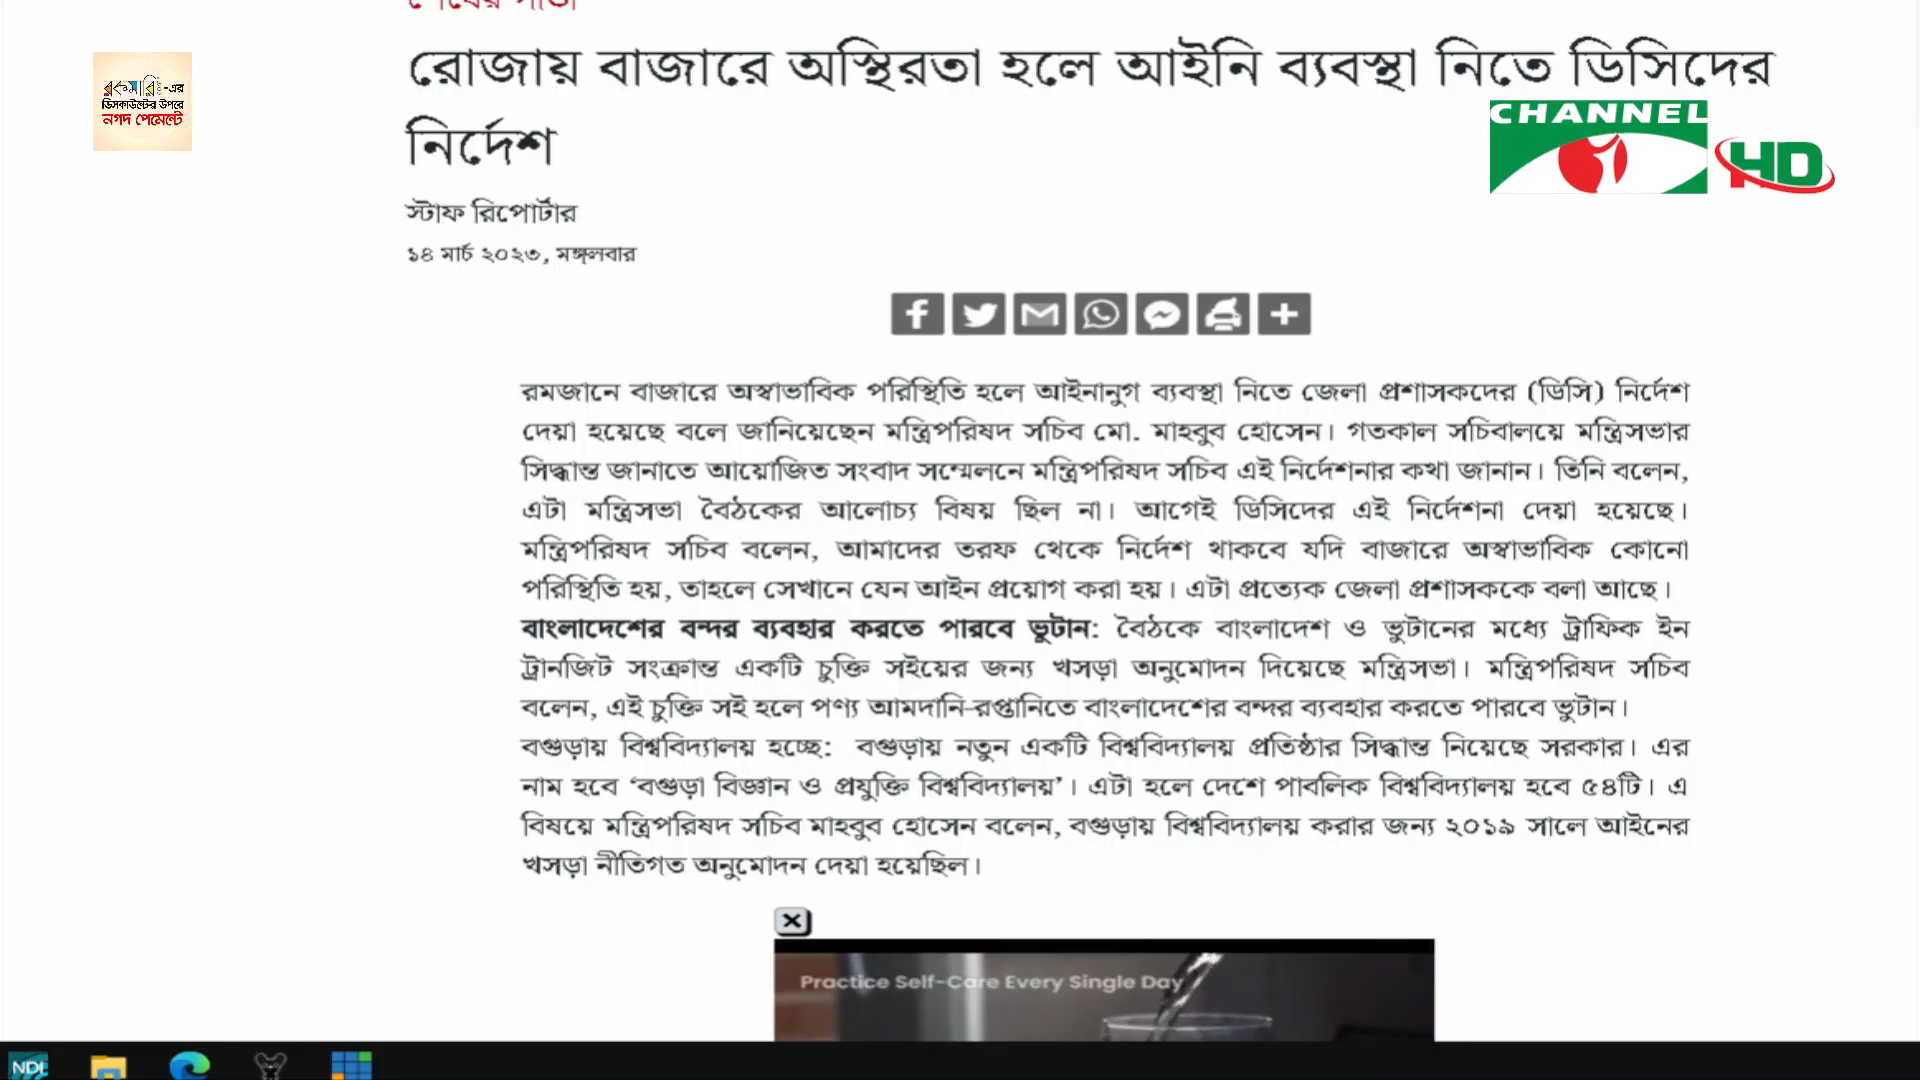 শেষের পাতা
রোজায় বাজারে অস্থিরতা হলে আইনি ব্যবস্থা নিতে ডিসিদের
নির্দেশ
রকমারি-এর
ডিসকাউন্টের উপরে
নগদ পেমেন্টে
CHANNEL
HD
স্টাফ রিপোর্টার
১৪ মার্চ ২০২৩, মঙ্গলবার
রমজানে বাজারে অস্বাভাবিক পরিস্থিতি হলে আইনানুগ ব্যবস্থা নিতে জেলা প্রশাসকদের (ডিসি) নির্দেশ
দেয়া হয়েছে বলে জানিয়েছেন মন্ত্রিপরিষদ সচিব মো. মাহবুব হোসেন। গতকাল সচিবালয়ে মন্ত্রিসভার
সিদ্ধান্ত জানাতে আয়োজিত সংবাদ সম্মেলনে মন্ত্রিপরিষদ সচিব এই নির্দেশনার কথা জানান। তিনি বলেন,
এটা মন্ত্রিসভা বৈঠকের আলোচ্য বিষয় ছিল না। আগেই ডিসিদের এই নির্দেশনা দেয়া হয়েছে।
মন্ত্রিপরিষদ সচিব বলেন, আমাদের তরফ থেকে নির্দেশ থাকবে যদি বাজারে অস্বাভাবিক কোনো
পরিস্থিতি হয়, তাহলে সেখানে যেন আইন প্রয়োগ করা হয়। এটা প্রত্যেক জেলা প্রশাসককে বলা আছে।
বাংলাদেশের বন্দর ব্যবহার করতে পারবে ভুটান: বৈঠকে বাংলাদেশ ও ভুটানের মধ্যে ট্রাফিক ইন
ট্রানজিট সংক্রান্ত একটি চুক্তি সইয়ের জন্য খসড়া অনুমোদন দিয়েছে মন্ত্রিসভা। মন্ত্রিপরিষদ সচিব
বলেন, এই চুক্তি সই হলে পণ্য আমদানি-রপ্তানিতে বাংলাদেশের বন্দর ব্যবহার করতে পারবে ভুটান।
বগুড়ায় বিশ্ববিদ্যালয় হচ্ছে: বগুড়ায় নতুন একটি বিশ্ববিদ্যালয় প্রতিষ্ঠার সিদ্ধান্ত নিয়েছে সরকার। এর
নাম হবে ‘বগুড়া বিজ্ঞান ও প্রযুক্তি বিশ্ববিদ্যালয়’। এটা হলে দেশে পাবলিক বিশ্ববিদ্যালয় হবে ৫৪টি। এ
বিষয়ে মন্ত্রিপরিষদ সচিব মাহবুব হোসেন বলেন, বগুড়ায় বিশ্ববিদ্যালয় করার জন্য ২০১৯ সালে আইনের
খসড়া নীতিগত অনুমোদন দেয়া হয়েছিল।
Practice Self-Care Every Single Day
NDI